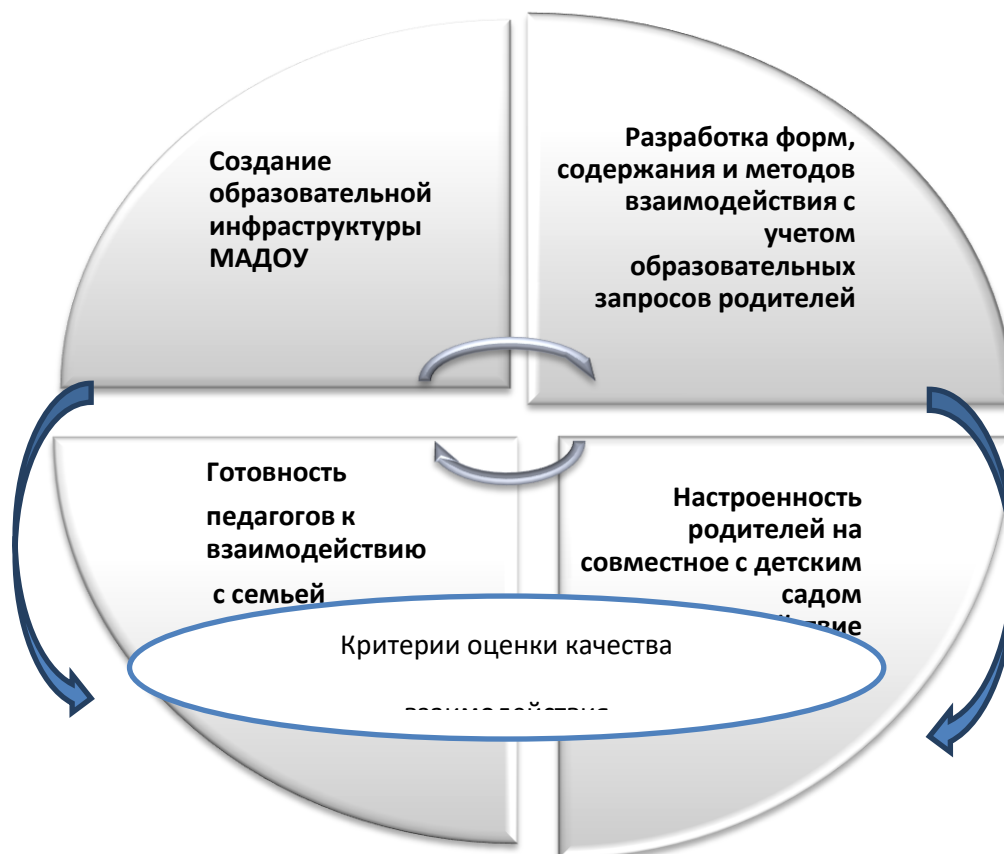 Создание
образовательной
инфраструктуры
МАДОУ
Разработка форм,
содержания и методов
взаимодействия с
учетом
образовательных
запросов родителей
Готовность
педагогов к
взаимодействию
с семьей
Настроенность
родителей на
совместное с детским
садом
Критерии оценки качества
взаимодействия